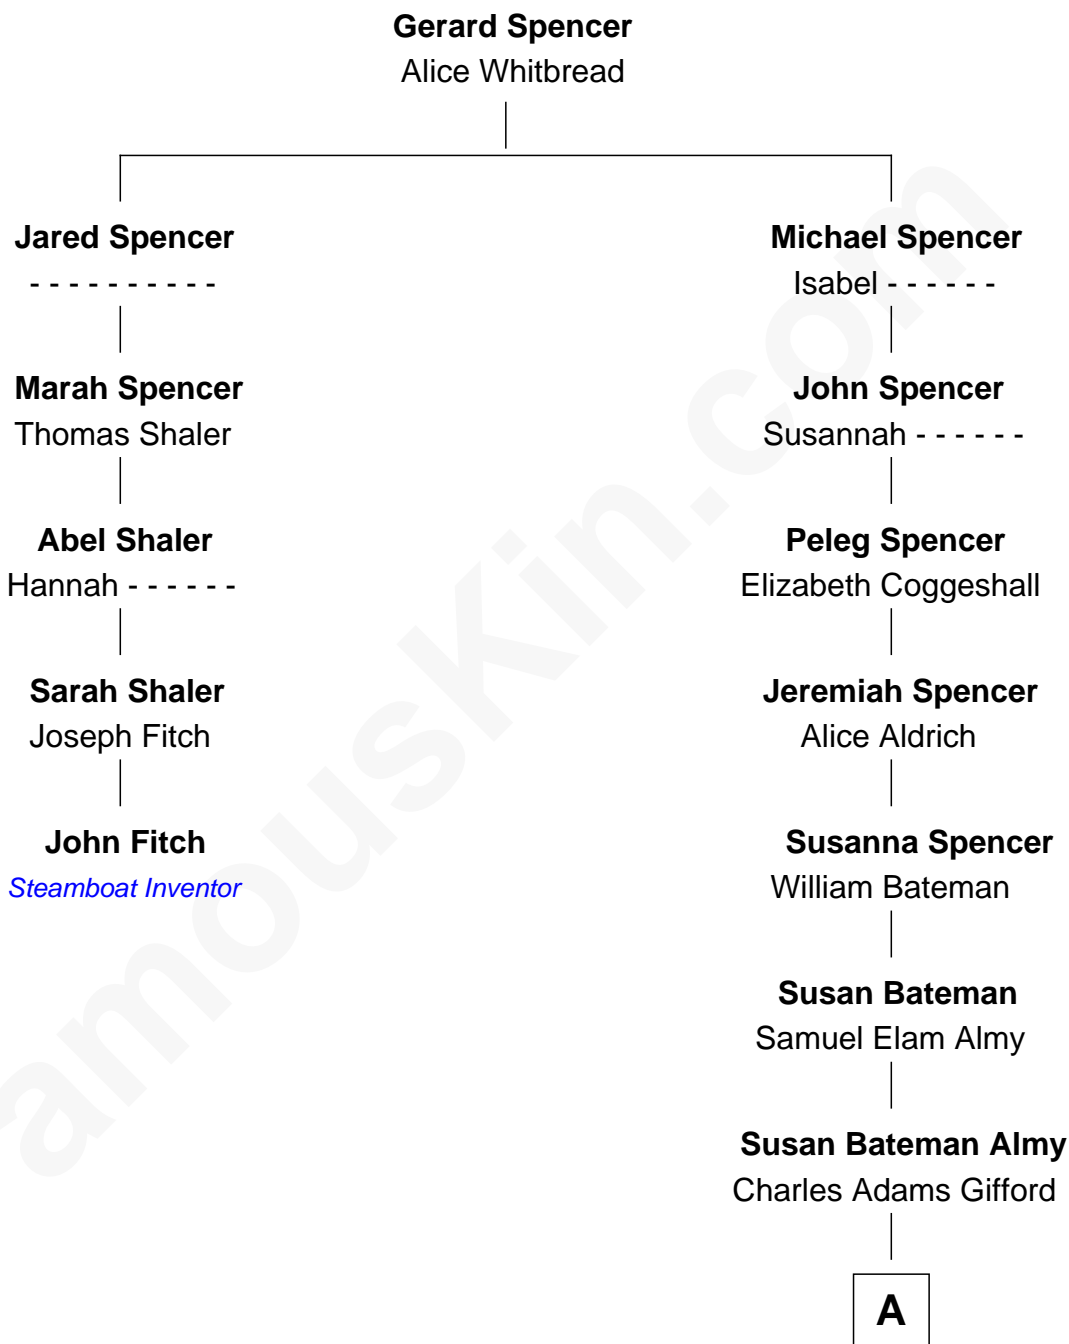 Gerard Spencer
Alice Whitbread
Jared Spencer
- - - - - - - - - -
Marah Spencer
Thomas Shaler
Abel Shaler
Hannah - - - - - -
Sarah Shaler
Joseph Fitch
John Fitch
Steamboat Inventor
Michael Spencer
Isabel - - - - - -
John Spencer
Susannah - - - - - -
Peleg Spencer
Elizabeth Coggeshall
Jeremiah Spencer
Alice Aldrich
Susanna Spencer
William Bateman
Susan Bateman
Samuel Elam Almy
Susan Bateman Almy
Charles Adams Gifford
A
amousKin.com